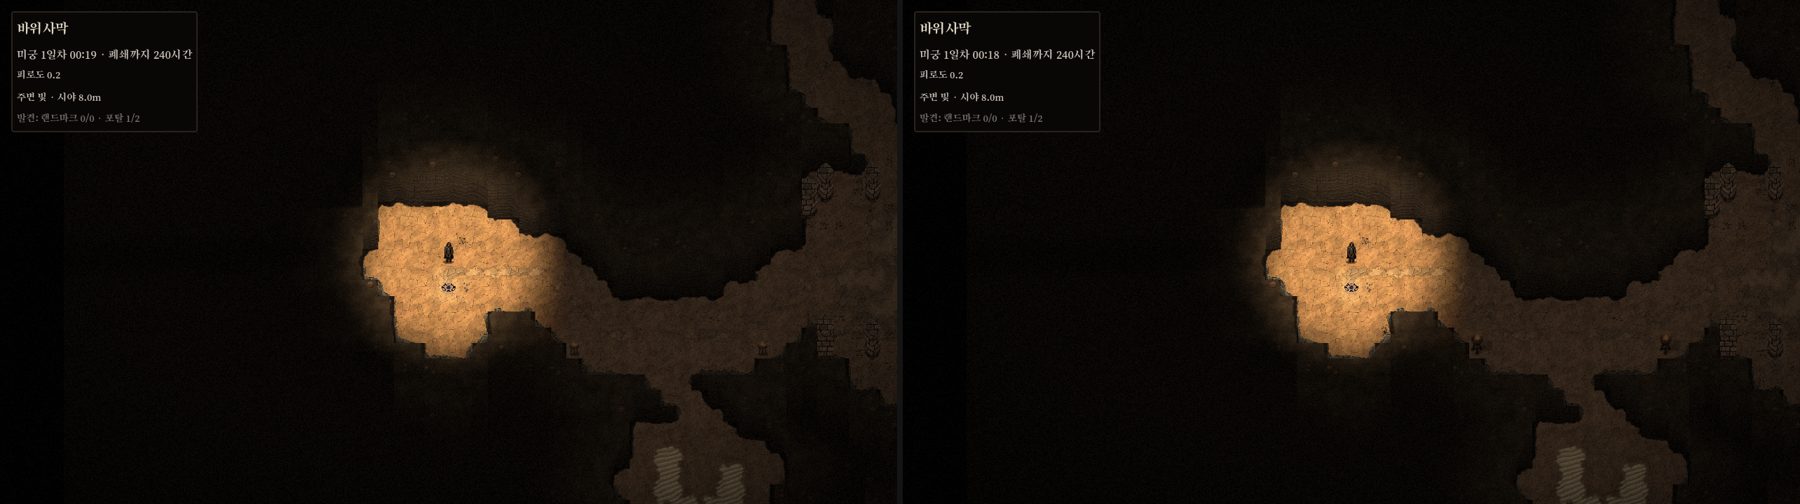 바위사막
미궁 1일차 00:19 · 폐쇄까지 240시간
피로도 0.2
주변 빛 · 시야 8.0m
발견: 랜드마크 0/0 · 포탈 1/2
바위사막
미궁 1일차 00:18 · 폐쇄까지 240시간
피로도 0.2
주변 빛 · 시야 8.0m
발견: 랜드마크 0/0 · 포탈 1/2